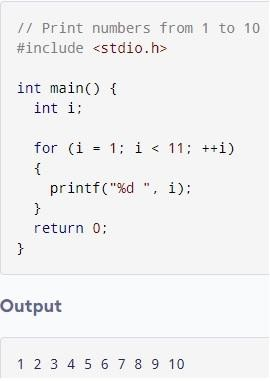 // Print numbers from 1 to 10
#include <stdio.h>
int main() {
  int i;
  for (i = 1; i < 11; ++i)
  {
    printf("%d ", i);
  }
  return 0;
}
Output
1 2 3 4 5 6 7 8 9 10